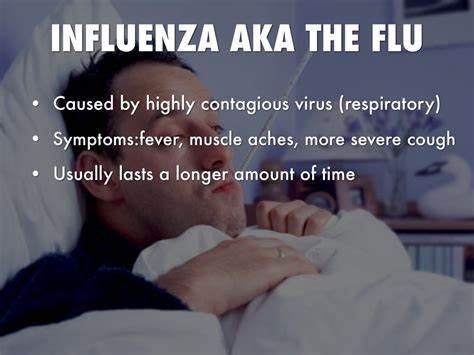 INFLUENZA AKA THE FLU
• Caused by highly contagious virus (respiratory)
• Symptoms:fever, muscle aches, more severe cough
• Usually lasts a longer amount of time